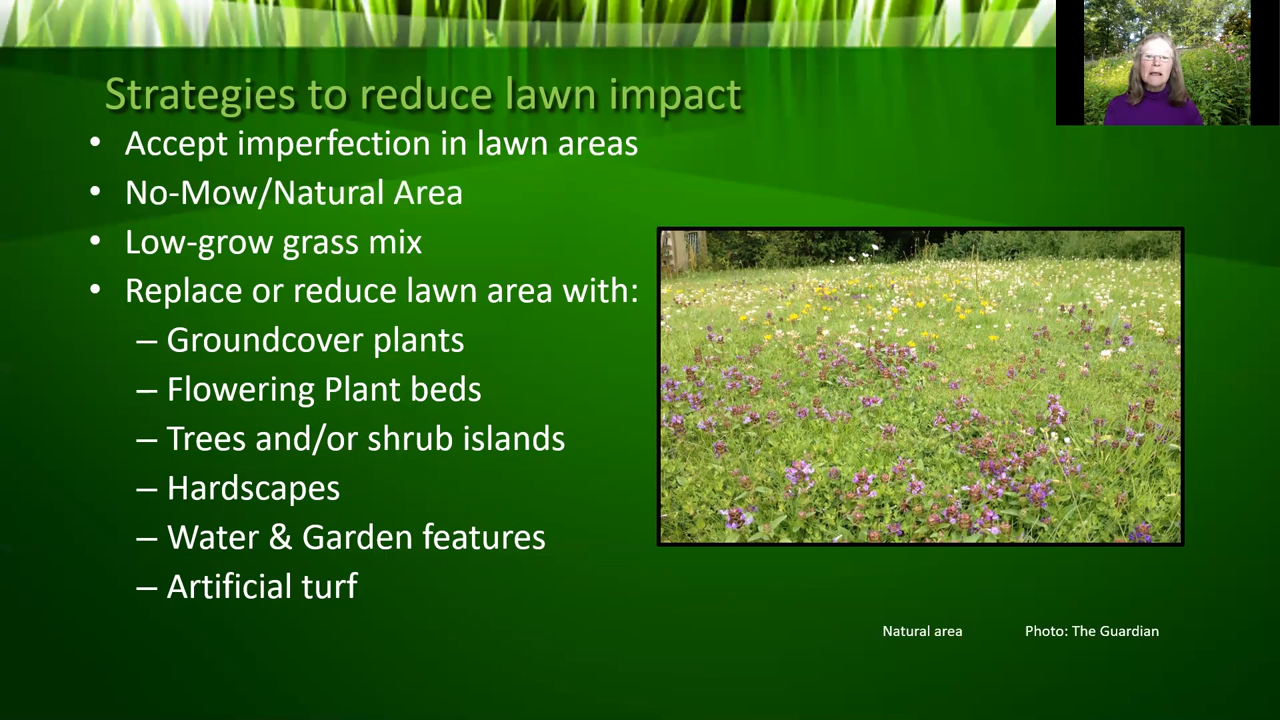 Strategies to reduce lawn impact
• Accept imperfection in lawn areas
• No-Mow/Natural Area
• Low-grow grass mix
• Replace or reduce lawn area with:
– Groundcover plants
– Flowering Plant beds
– Trees and/or shrub islands
– Hardscapes
– Water & Garden features
– Artificial turf
Natural area Photo: The Guardian